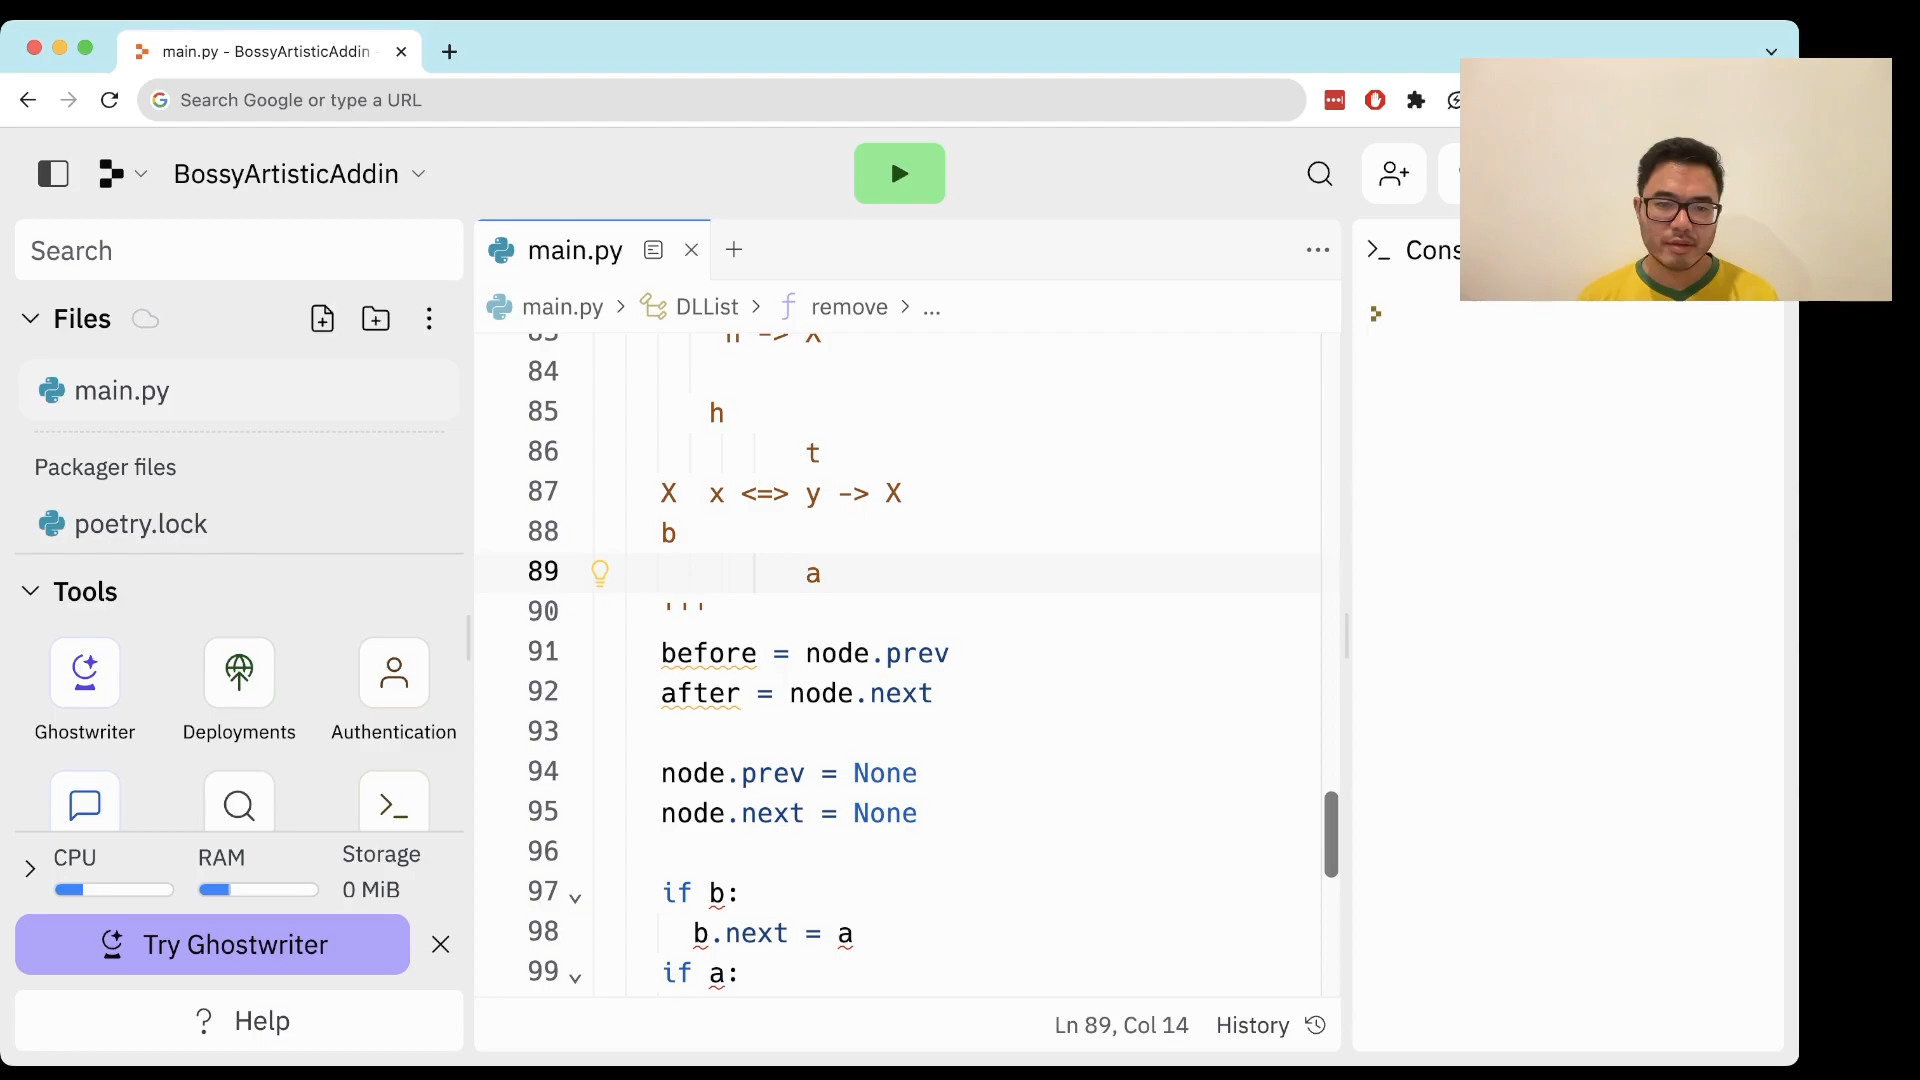 main.py - BossyArtisticAddin
Search Google or type a URL
BossyArtisticAddin
Search
main.py
Files
main.py > DLList > remove > ...
main.py
Packager files
poetry.lock
Tools
Ghostwriter
Deployments
Authentication
CPU
RAM
Storage
0 MiB
Try Ghostwriter
? Help
83 h -> X
84
85 h
86 t
87 X x <=> y -> X
88 b
89 a
90 '''
91 before = node.prev
92 after = node.next
93
94 node.prev = None
95 node.next = None
96
97 if b:
98 b.next = a
99 if a:
Ln 89, Col 14
History
>_ Cons